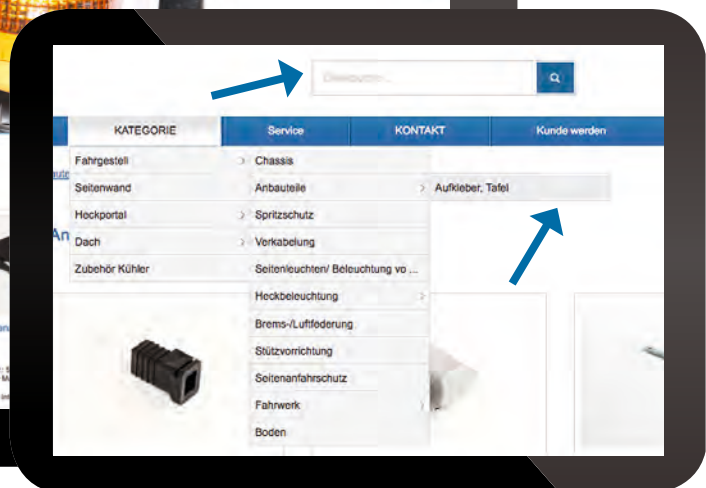 KATEGORIE
Service
KONTAKT
Kunde werden
Fahrgestell
Seitenwand
Heckportal
Dach
Zubehör Kühler
Chassis
Anbauteile
Spritzschutz
Verkabelung
Seitenleuchten/ Beleuchtung vo ...
Heckbeleuchtung
Brems-/Luftfederung
Stützvorrichtung
Seitenanfahrschutz
Fahrwerk
Boden
Aufkleber, Tafel
An